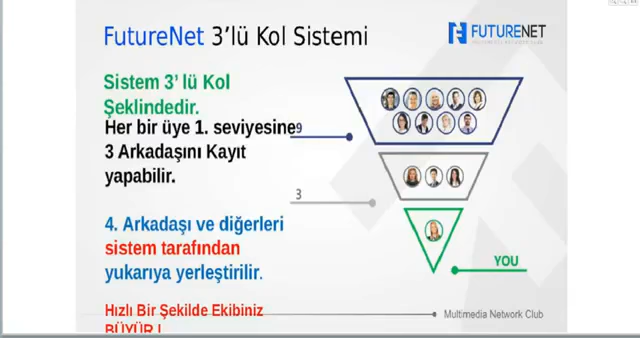 FutureNet 3’lü Kol Sistemi
FUTURENET
Sistem 3’ lü Kol
Şeklindedir.
Her bir üye 1. seviyesine
9
3 Arkadaşını Kayıt
yapabilir.
3
4. Arkadaşı ve diğerleri
sistem tarafından
yukarıya yerleştirilir.
YOU
Hızlı Bir Şekilde Ekibiniz
BÜYÜR !
Multimedia Network Club